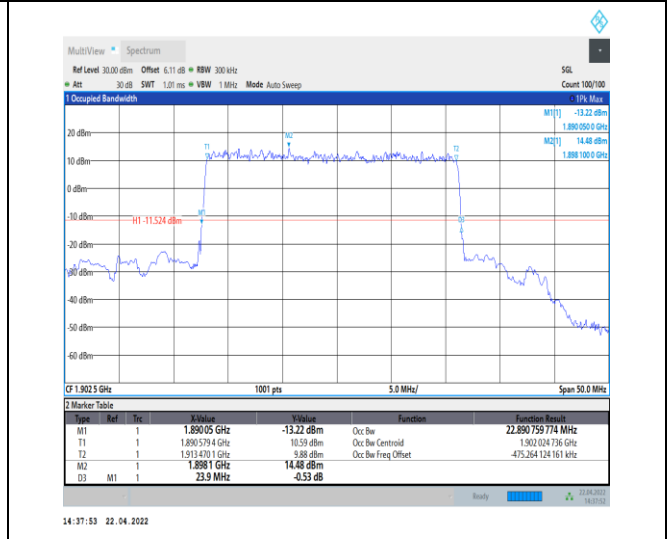 MultiView Spectrum
Ref Level 30.00 dBm Offset 6.11 dB RBW 300 kHz SGL
Att 30 dB SWT 1.01 ms VBW 1 MHz Mode Auto Sweep Count 100/100
1 Occupied Bandwidth 1Pk Max
M1[1] -13.22 dBm
1.890 050 0 GHz
M2[1] 14.48 dBm
1.898 100 0 GHz
20 dBm
M2
T1
T2
10 dBm
0 dBm
-10 dBm
M1
D3
H1 -11.524 dBm
-20 dBm
-30 dBm
-40 dBm
-50 dBm
-60 dBm
CF 1.902 5 GHz 1001 pts 5.0 MHz/ Span 50.0 MHz
2 Marker Table
Type Ref Trc X-Value Y-Value Function Function Result
M1 1 1.89005 GHz -13.22 dBm Occ Bw 22.890 759 774 MHz
T1 1 1.890 579 4 GHz 10.59 dBm Occ Bw Centroid 1.902 024 736 GHz
T2 1 1.913 470 1 GHz 9.88 dBm Occ Bw Freq Offset -475.264 124 161 kHz
M2 1 1.8981 GHz 14.48 dBm
D3 M1 1 23.9 MHz -0.53 dB
Ready 22.04.2022
14:37:52
14:37:53 22.04.2022